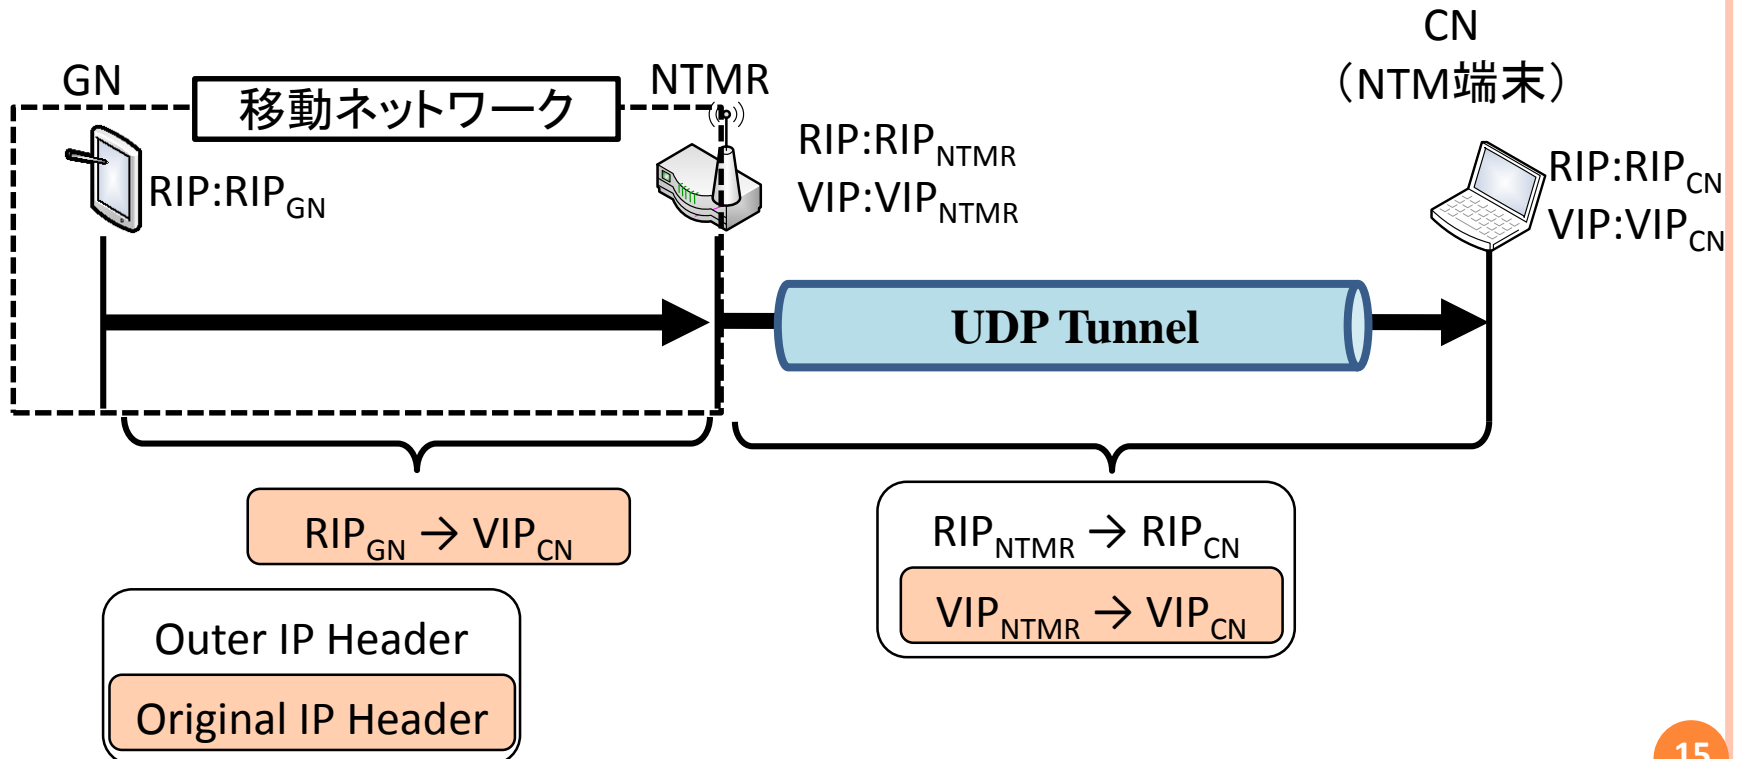 GN
移動ネットワーク
NTMR
CN
（NTM端末）
RIP:RIPGN
RIP:RIPNTMR
VIP:VIPNTMR
RIP:RIPCN
VIP:VIPCN
UDP Tunnel
RIPGN → VIPCN
RIPNTMR → RIPCN
VIPNTMR → VIPCN
Outer IP Header
Original IP Header
15